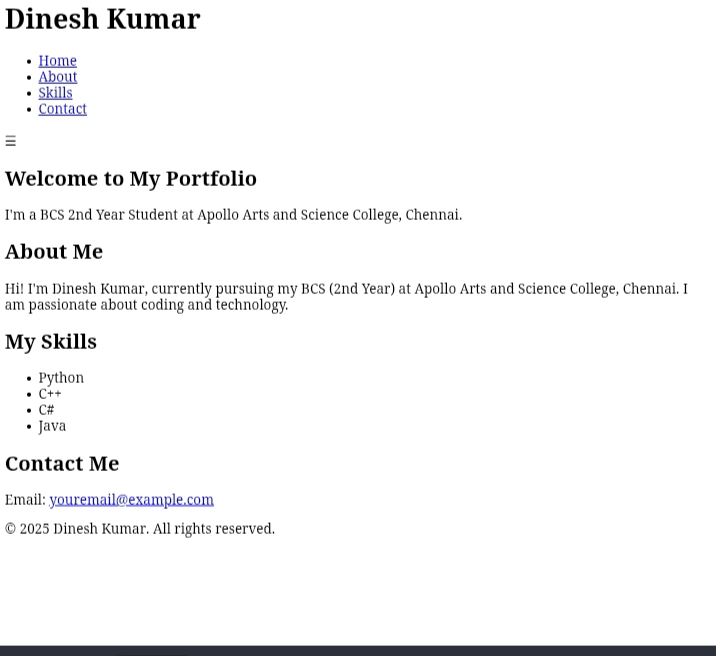 Dinesh Kumar
• Home
• About
• Skills
• Contact
☰
Welcome to My Portfolio
I'm a BCS 2nd Year Student at Apollo Arts and Science College, Chennai.
About Me
Hi! I'm Dinesh Kumar, currently pursuing my BCS (2nd Year) at Apollo Arts and Science College, Chennai. I
am passionate about coding and technology.
My Skills
• Python
• C++
• C#
• Java
Contact Me
Email: youremail@example.com
© 2025 Dinesh Kumar. All rights reserved.